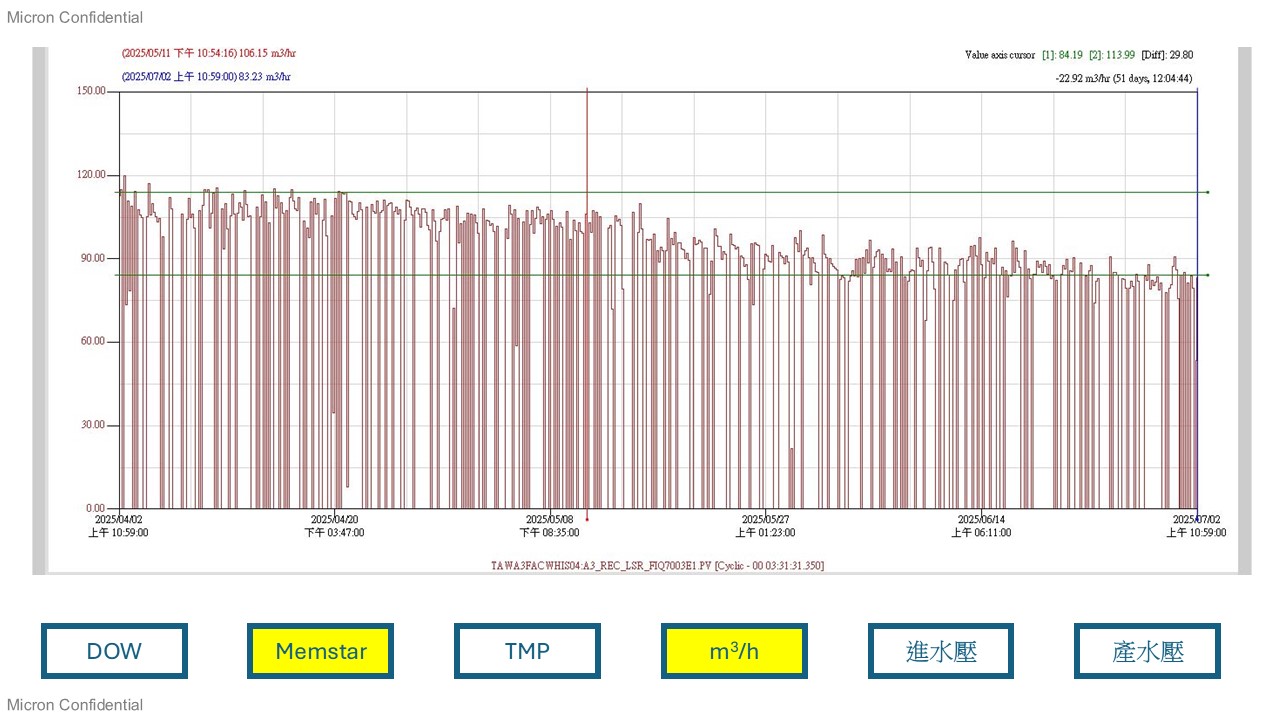 Micron Confidential
(2025/05/11 下午 10:54:16) 106.15 m3/hr
Value axis cursor [1]: 84.19 [2]: 113.99 [Diff]: 29.80
(2025/07/02 上午 10:59:00) 83.23 m3/hr
-22.92 m3/hr (51 days, 12:04:44)
150.00
120.00
90.00
60.00
30.00
0.00
2025/04/02 2025/04/20 2025/05/08 2025/05/27 2025/06/14 2025/07/02
上午 10:59:00 下午 03:47:00 下午 08:35:00 上午 01:23:00 上午 06:11:00 上午 10:59:00
TAWA3FACWHIS04:A3_REC_LSR_FIQ7003E1.PV [Cyclic - 00 03:31:31.350]
DOW Memstar TMP m³/h 進水壓 產水壓
Micron Confidential